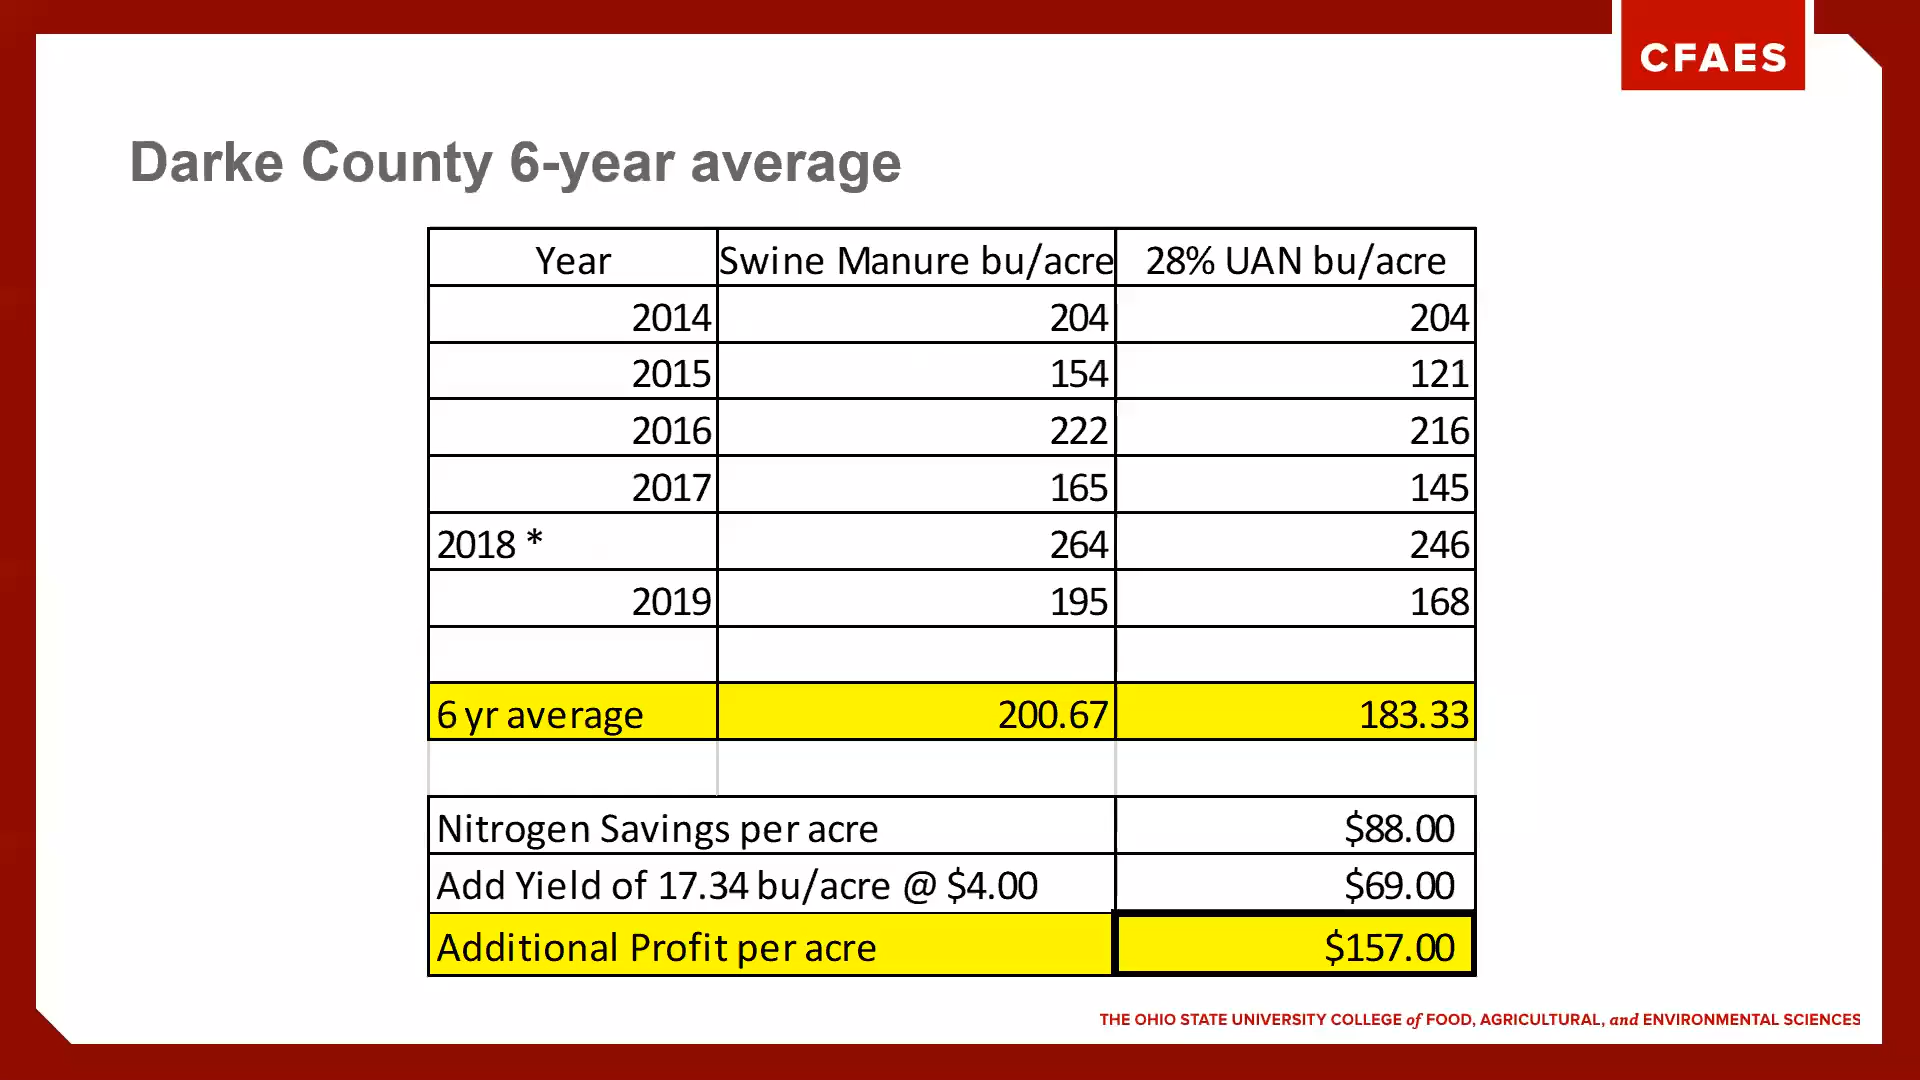 CFAES
Darke County 6-year average
Year Swine Manure bu/acre 28% UAN bu/acre
2014 204 204
2015 154 121
2016 222 216
2017 165 145
2018 * 264 246
2019 195 168
6 yr average 200.67 183.33
Nitrogen Savings per acre $88.00
Add Yield of 17.34 bu/acre @ $4.00 $69.00
Additional Profit per acre $157.00
THE OHIO STATE UNIVERSITY COLLEGE of FOOD, AGRICULTURAL, and ENVIRONMENTAL SCIENCES